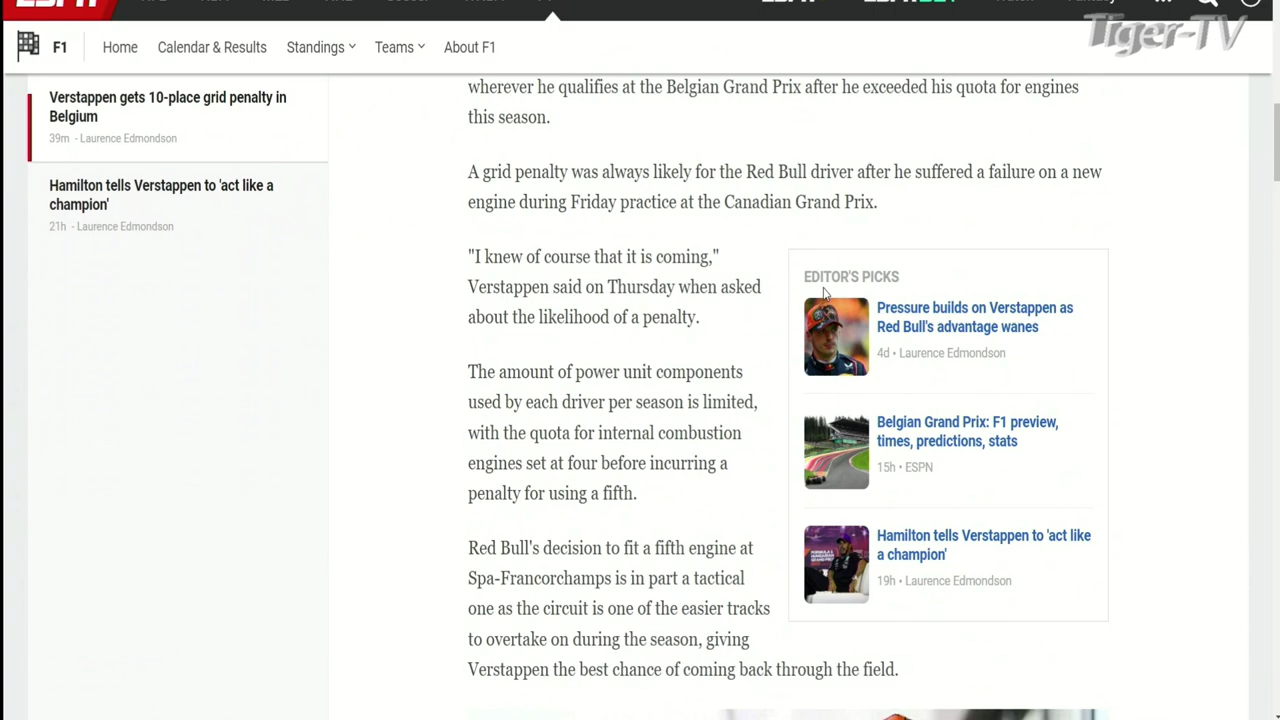 ESPN
Tiger-TV
F1
Home
Calendar & Results
Standings
Teams
About F1
Verstappen gets 10-place grid penalty in
Belgium
39m - Laurence Edmondson
Hamilton tells Verstappen to 'act like a
champion'
21h - Laurence Edmondson
wherever he qualifies at the Belgian Grand Prix after he exceeded his quota for engines
this season.
A grid penalty was always likely for the Red Bull driver after he suffered a failure on a new
engine during Friday practice at the Canadian Grand Prix.
"I knew of course that it is coming,"
Verstappen said on Thursday when asked
about the likelihood of a penalty.
The amount of power unit components
used by each driver per season is limited,
with the quota for internal combustion
engines set at four before incurring a
penalty for using a fifth.
Red Bull's decision to fit a fifth engine at
Spa-Francorchamps is in part a tactical
one as the circuit is one of the easier tracks
to overtake on during the season, giving
Verstappen the best chance of coming back through the field.
EDITOR'S PICKS
Pressure builds on Verstappen as
Red Bull's advantage wanes
4d • Laurence Edmondson
Belgian Grand Prix: F1 preview,
times, predictions, stats
15h • ESPN
Hamilton tells Verstappen to 'act like
a champion'
19h • Laurence Edmondson